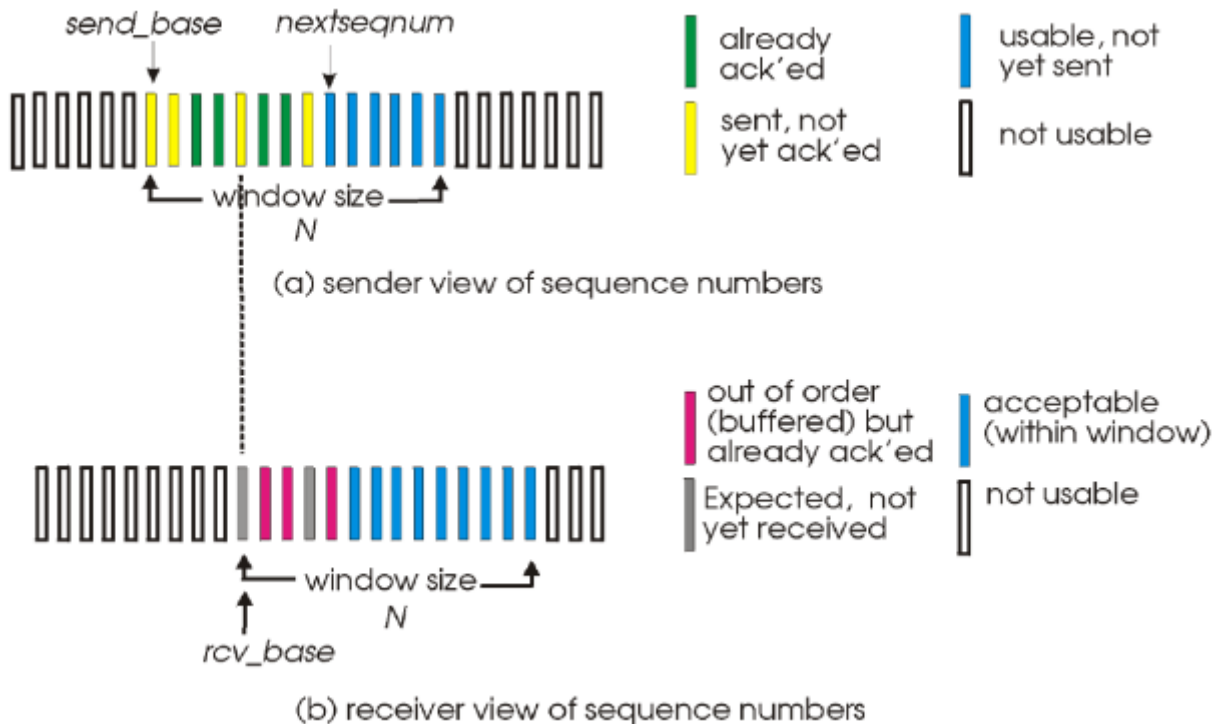 send_base nextseqnum
already
ack'ed
usable, not
yet sent
sent, not
yet ack'ed
not usable
window size
N
(a) sender view of sequence numbers
out of order
(buffered) but
already ack'ed
acceptable
(within window)
Expected, not
yet received
not usable
window size
N
rcv_base
(b) receiver view of sequence numbers